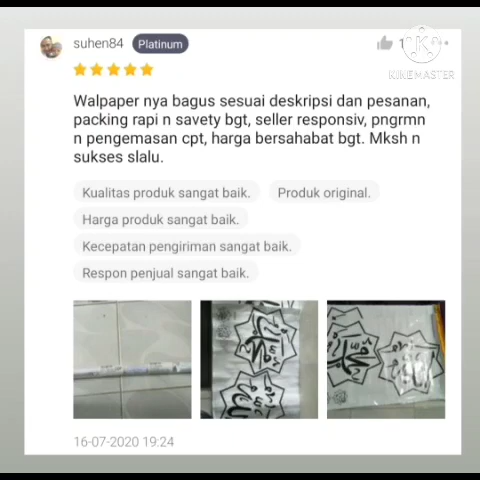 suhen84 Platinum
1
KINEMASTER
Walpaper nya bagus sesuai deskripsi dan pesanan,
packing rapi n savety bgt, seller responsiv, pngrmn
n pengemasan cpt, harga bersahabat bgt. Mksh n
sukses slalu.
Kualitas produk sangat baik. Produk original.
Harga produk sangat baik.
Kecepatan pengiriman sangat baik.
Respon penjual sangat baik.
16-07-2020 19:24